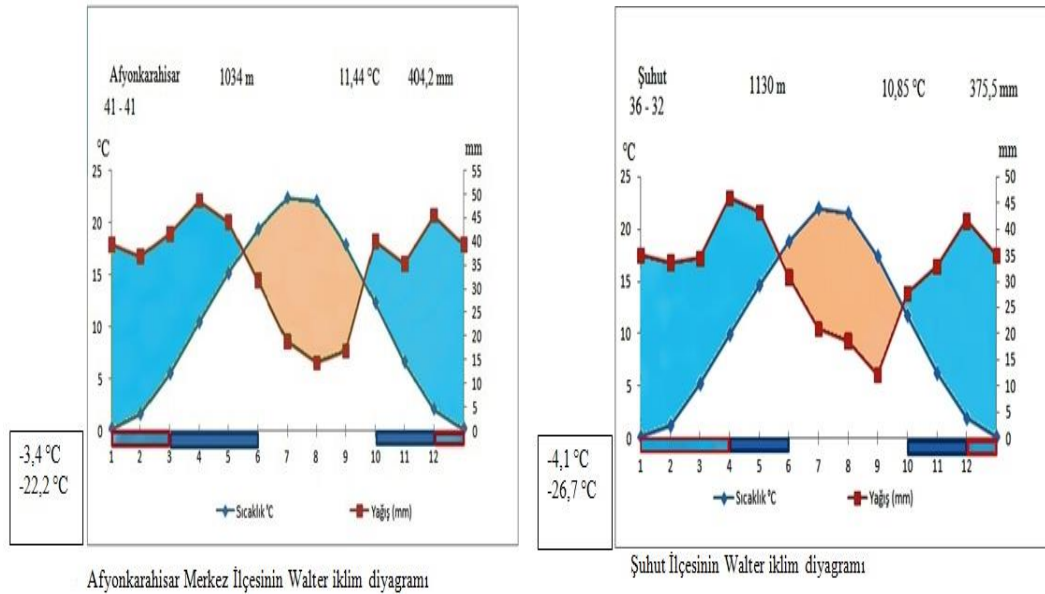 Afyonkarahisar 1034 m 11,44 °C 404,2 mm
41 - 41
°C mm
25 55
50
20 45
40
15 35
30
10 25
20
5 15
10
5
0 0
1 2 3 4 5 6 7 8 9 10 11 12
Sıcaklık °C Yağış (mm)
-3,4 °C
-22,2 °C
Afyonkarahisar Merkez İlçesinin Walter iklim diyagramı
Şuhut 1130 m 10,85 °C 375,5 mm
36 - 32
°C mm
25 50
45
20 40
35
15 30
25
10 20
15
5 10
5
0 0
1 2 3 4 5 6 7 8 9 10 11 12
Sıcaklık °C Yağış (mm)
-4,1 °C
-26,7 °C
Şuhut İlçesinin Walter iklim diyagramı